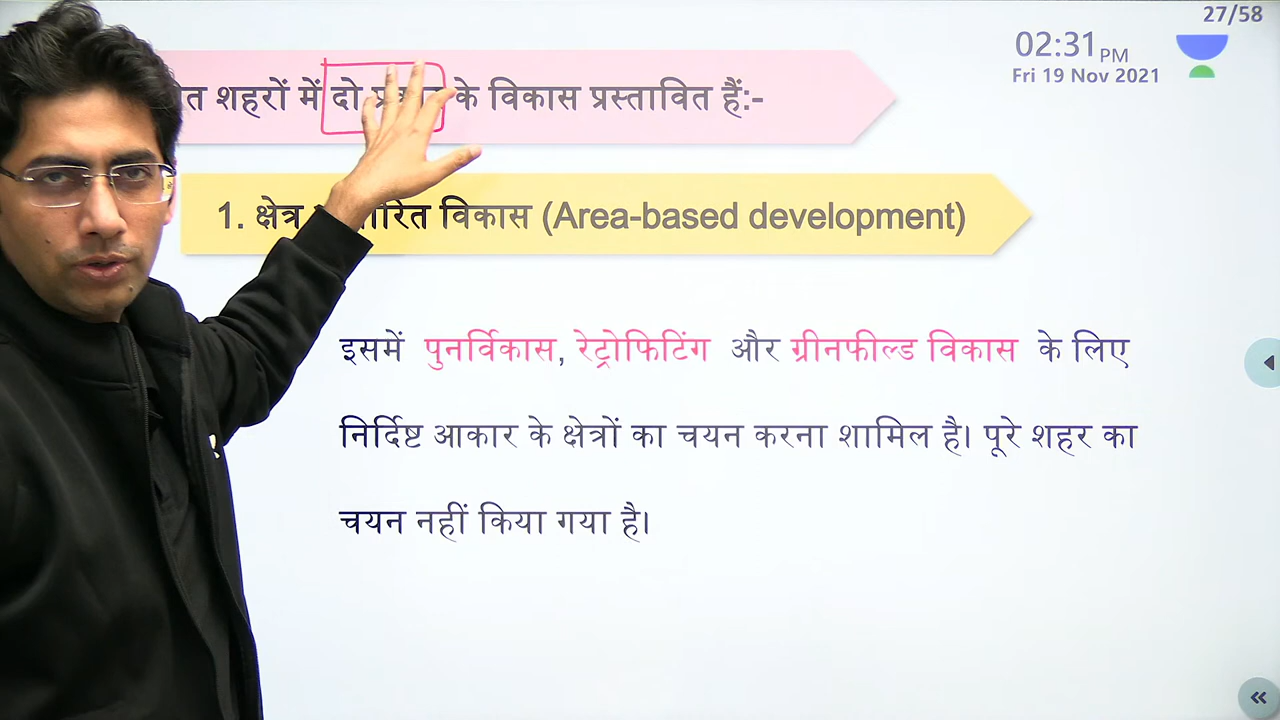 27/58
02:31 PM
Fri 19 Nov 2021
शहरों में दो के विकास प्रस्तावित हैं:-
1. क्षेत्र विकास (Area-based development)
इसमें पुनर्विकास, रेट्रोफिटिंग और ग्रीनफील्ड विकास के लिए
निर्दिष्ट आकार के क्षेत्रों का चयन करना शामिल है। पूरे शहर का
चयन नहीं किया गया है।